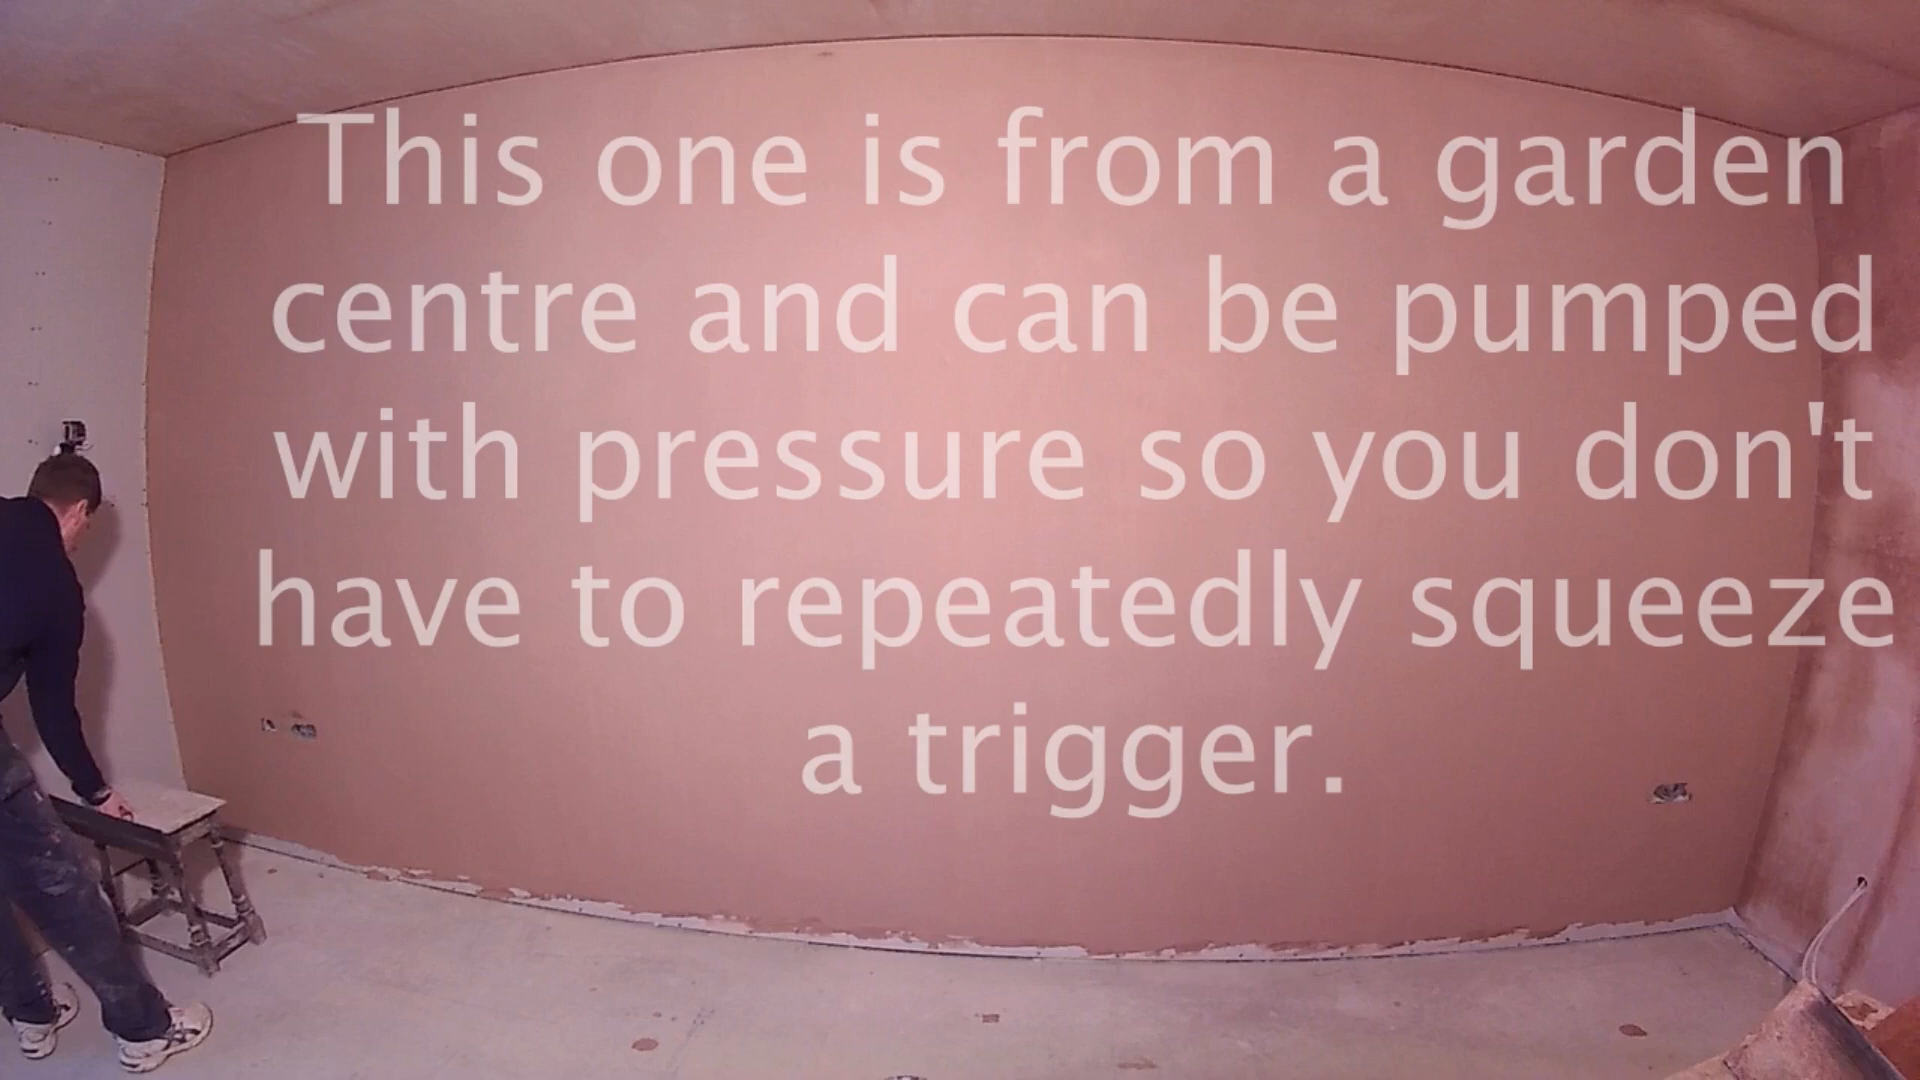 This one is from a garden
centre and can be pumped
with pressure so you don't
have to repeatedly squeeze
a trigger.